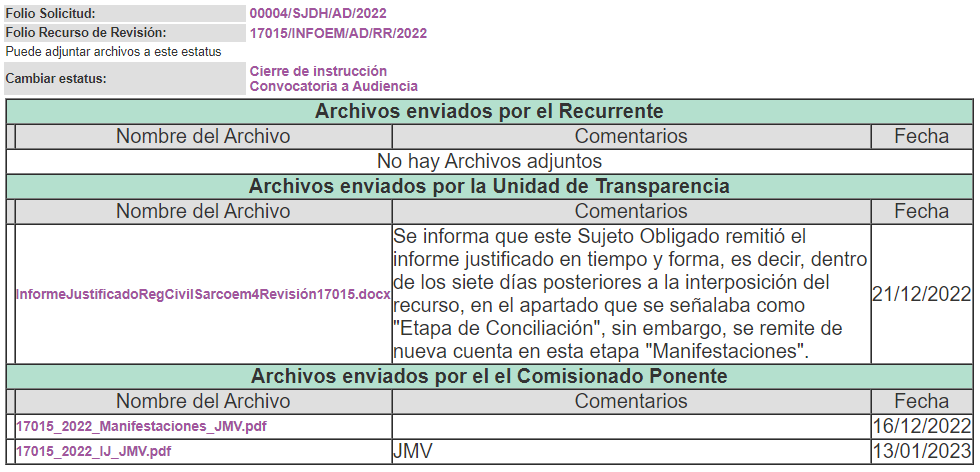 Folio Solicitud: 00004/SJDH/AD/2022
Folio Recurso de Revisión: 17015/INFOEM/AD/RR/2022
Puede adjuntar archivos a este estatus
Cambiar estatus: Cierre de instrucción
Convocatoria a Audiencia
Archivos enviados por el Recurrente
Nombre del Archivo Comentarios Fecha
No hay Archivos adjuntos
Archivos enviados por la Unidad de Transparencia
Nombre del Archivo Comentarios Fecha
InformeJustificadoRegCivilSarcoem4Revisión17015.docx
Se informa que este Sujeto Obligado remitió el
informe justificado en tiempo y forma, es decir, dentro
de los siete días posteriores a la interposición del
recurso, en el apartado que se señalaba como
"Etapa de Conciliación", sin embargo, se remite de
nueva cuenta en esta etapa "Manifestaciones".
21/12/2022
Archivos enviados por el el Comisionado Ponente
Nombre del Archivo Comentarios Fecha
17015_2022_Manifestaciones_JMV.pdf 16/12/2022
17015_2022_IJ_JMV.pdf JMV 13/01/2023